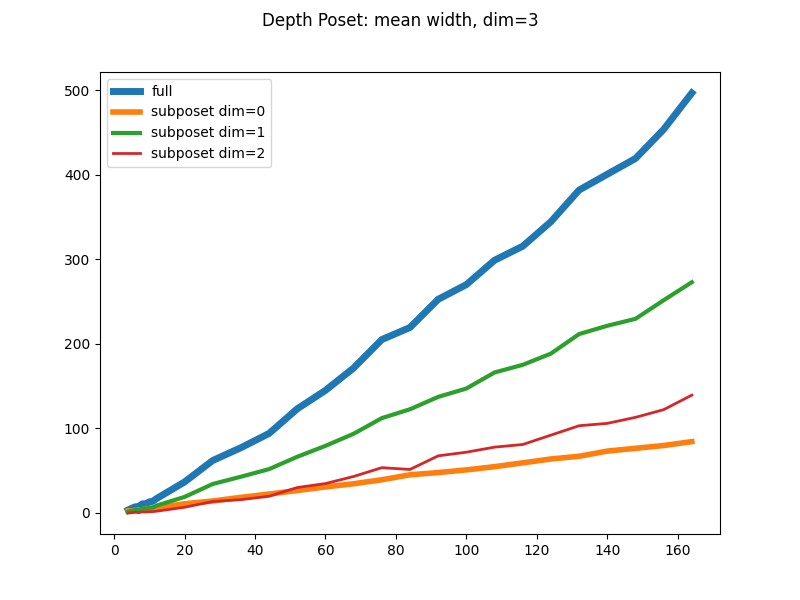 Depth Poset: mean width, dim=3
full
subposet dim=0
subposet dim=1
subposet dim=2
500
400
300
200
100
0
0 20 40 60 80 100 120 140 160